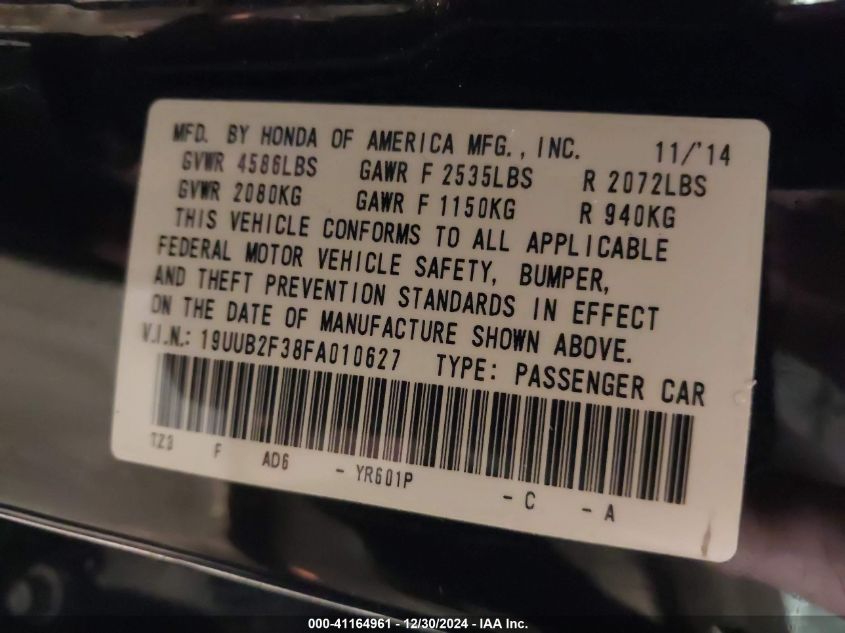 MFD. BY HONDA OF AMERICA MFG., INC. 11/'14
GVWR 4586LBS GAWR F 2535LBS R 2072LBS
GVWR 2080KG GAWR F 1150KG R 940KG
THIS VEHICLE CONFORMS TO ALL APPLICABLE
FEDERAL MOTOR VEHICLE SAFETY, BUMPER,
AND THEFT PREVENTION STANDARDS IN EFFECT
ON THE DATE OF MANUFACTURE SHOWN ABOVE.
V.I.N.: 19UUB2F38FA010627 TYPE: PASSENGER CAR
TZ3 F AD6 - YR601P - C - A
000-41164961 - 12/30/2024 - IAA Inc.